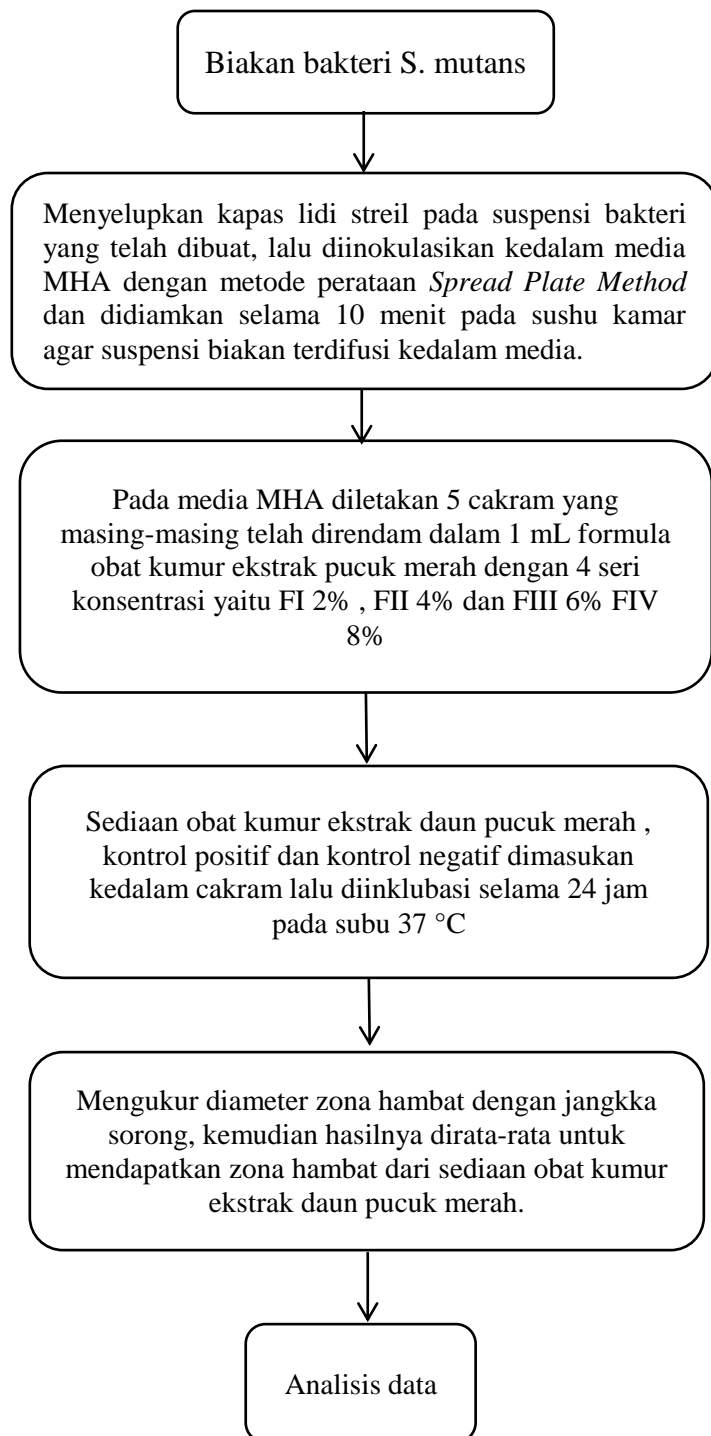 Biakan bakteri S. mutans
Menyelupkan kapas lidi streil pada suspensi bakteri
yang telah dibuat, lalu diinokulasikan kedalam media
MHA dengan metode perataan Spread Plate Method
dan didiamkan selama 10 menit pada sushu kamar
agar suspensi biakan terdifusi kedalam media.
Pada media MHA diletakan 5 cakram yang
masing-masing telah direndam dalam 1 mL formula
obat kumur ekstrak pucuk merah dengan 4 seri
konsentrasi yaitu FI 2% , FII 4% dan FIII 6% FIV
8%
Sediaan obat kumur ekstrak daun pucuk merah ,
kontrol positif dan kontrol negatif dimasukan
kedalam cakram lalu diinklubasi selama 24 jam
pada subu 37 °C
Mengukur diameter zona hambat dengan jangkka
sorong, kemudian hasilnya dirata-rata untuk
mendapatkan zona hambat dari sediaan obat kumur
ekstrak daun pucuk merah.
Analisis data